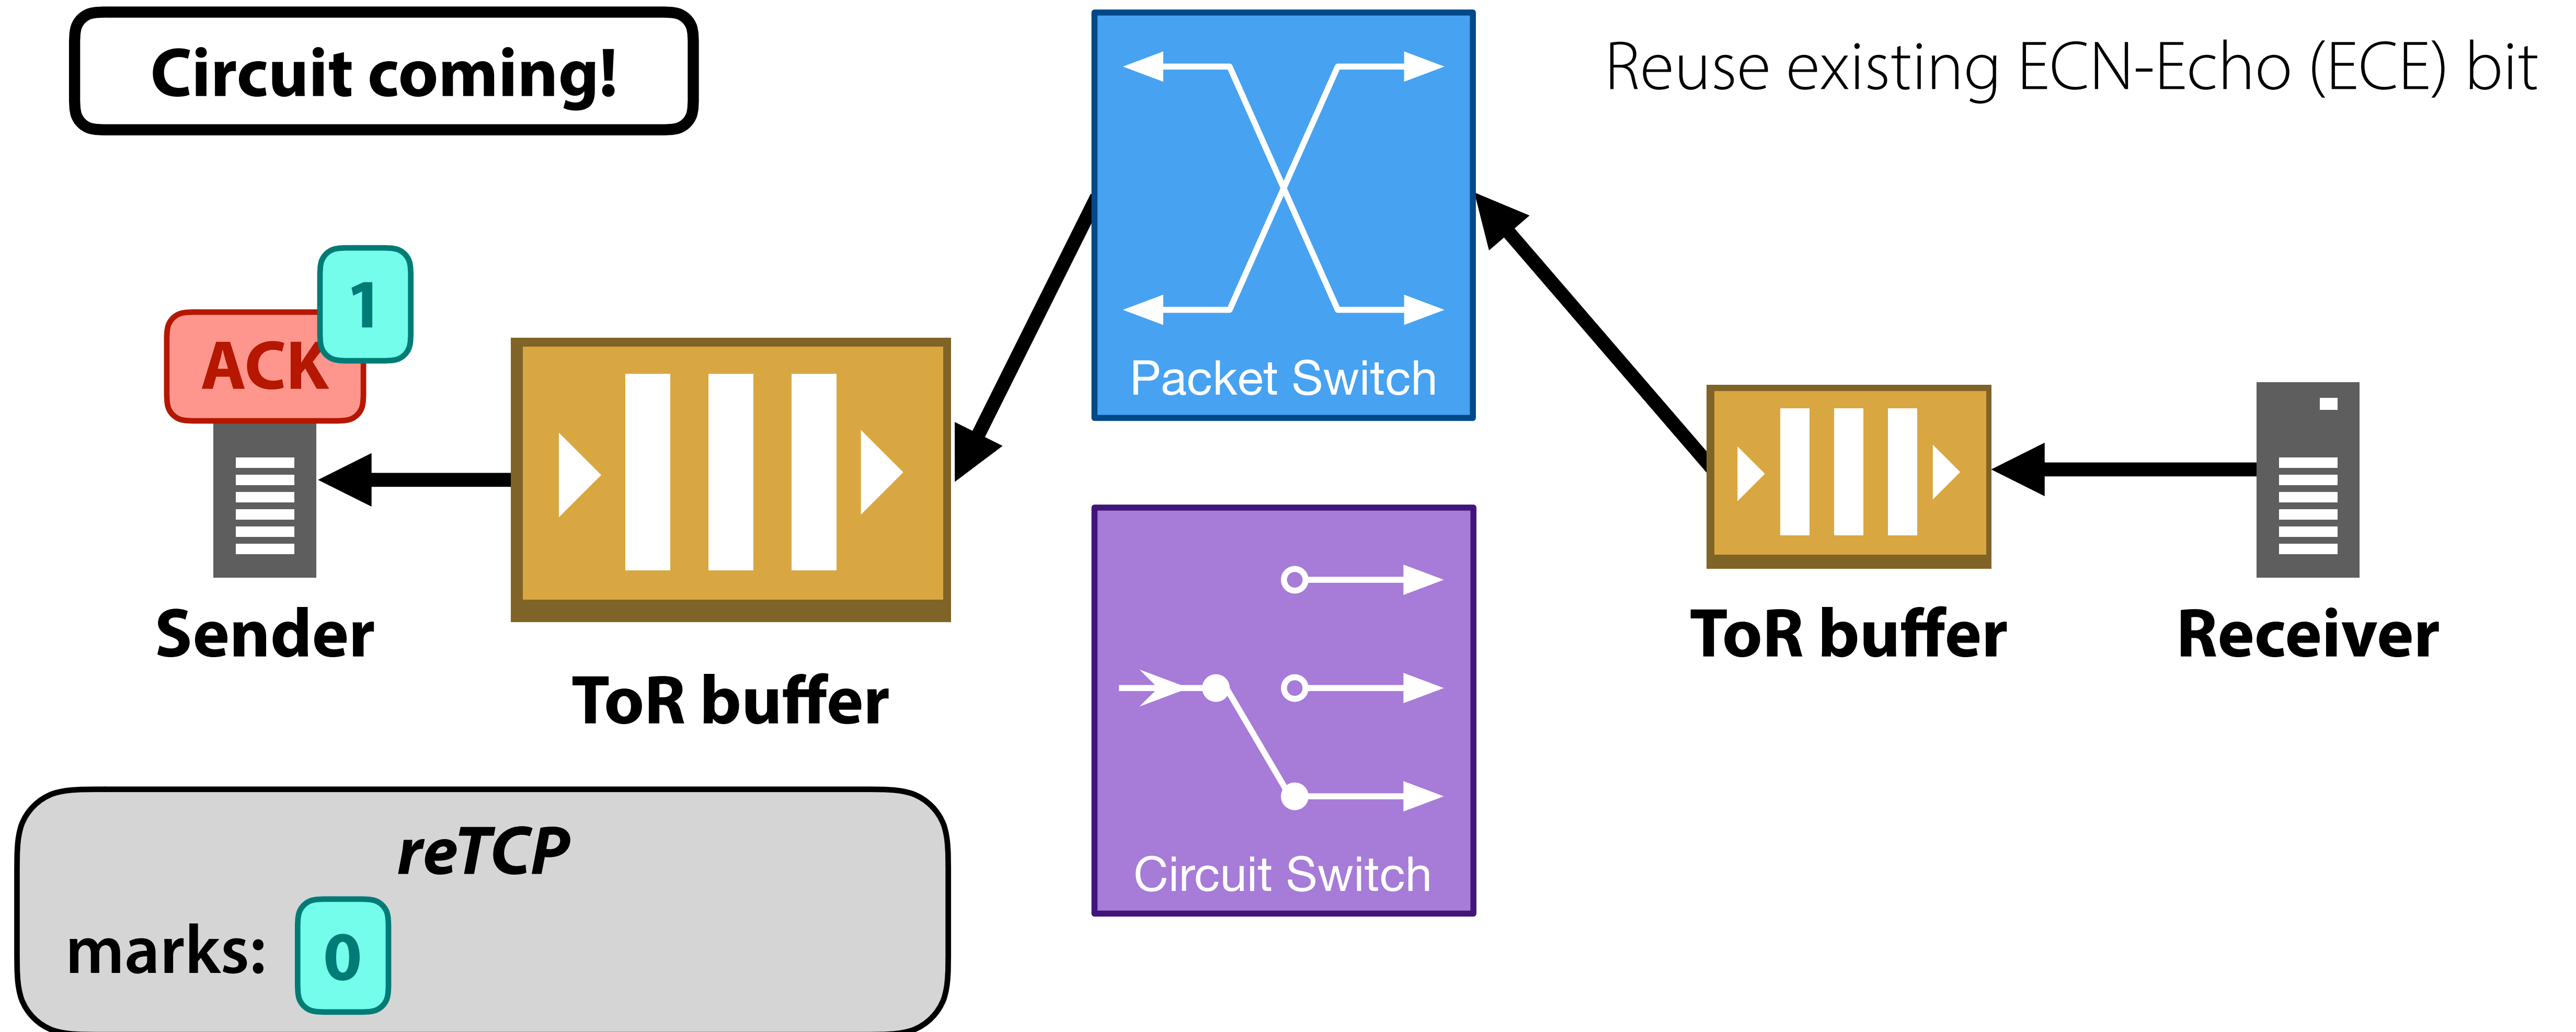 Circuit coming!
Reuse existing ECN-Echo (ECE) bit
1
ACK
Packet Switch
Sender
ToR buffer
ToR buffer
Receiver
Circuit Switch
reTCP
marks: 0